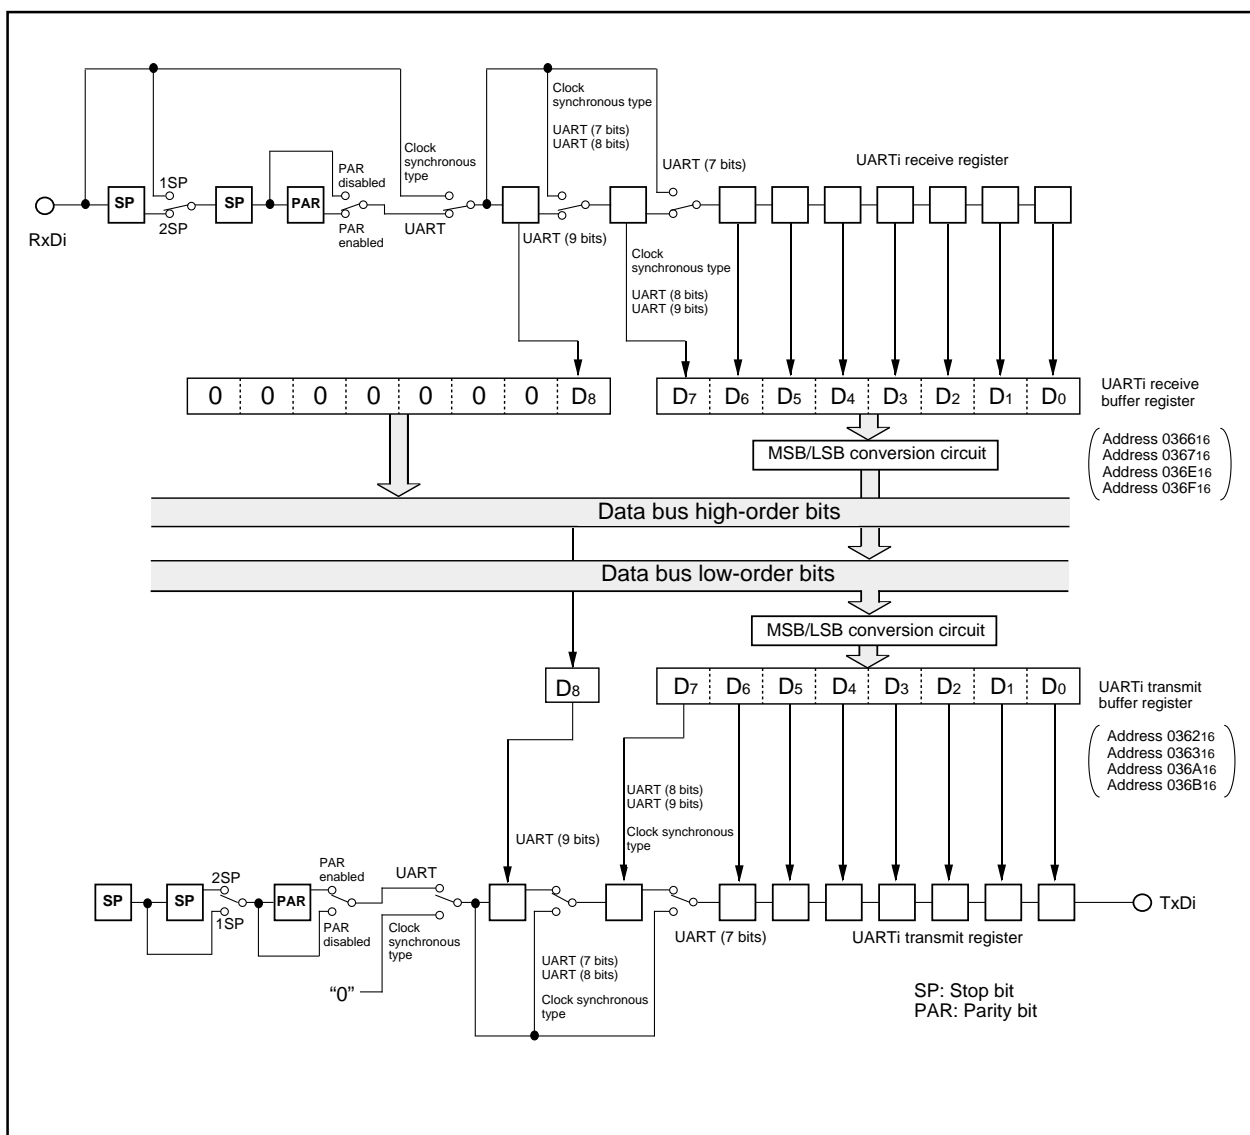 Clock
synchronous type
UART (7 bits)
UART (8 bits)
Clock
synchronous
type
UART (7 bits)
UARTi receive register
PAR
disabled
1SP
SP
SP
PAR
2SP
PAR
enabled
UART
RxDi
UART (9 bits)
Clock
synchronous type
UART (8 bits)
UART (9 bits)
0 0 0 0 0 0 0 D8
D7 D6 D5 D4 D3 D2 D1 D0
UARTi receive
buffer register
MSB/LSB conversion circuit
Address 036616
Address 036716
Address 036E16
Address 036F16
Data bus high-order bits
Data bus low-order bits
MSB/LSB conversion circuit
D8
D7 D6 D5 D4 D3 D2 D1 D0
UARTi transmit
buffer register
Address 036216
Address 036316
Address 036A16
Address 036B16
UART (8 bits)
UART (9 bits)
Clock synchronous
type
UART (9 bits)
PAR
enabled
UART
2SP
SP
SP
PAR
1SP
PAR
disabled
Clock
synchronous
type
TxDi
UART (7 bits)
UARTi transmit register
UART (7 bits)
UART (8 bits)
Clock synchronous
type
“0”
SP: Stop bit
PAR: Parity bit